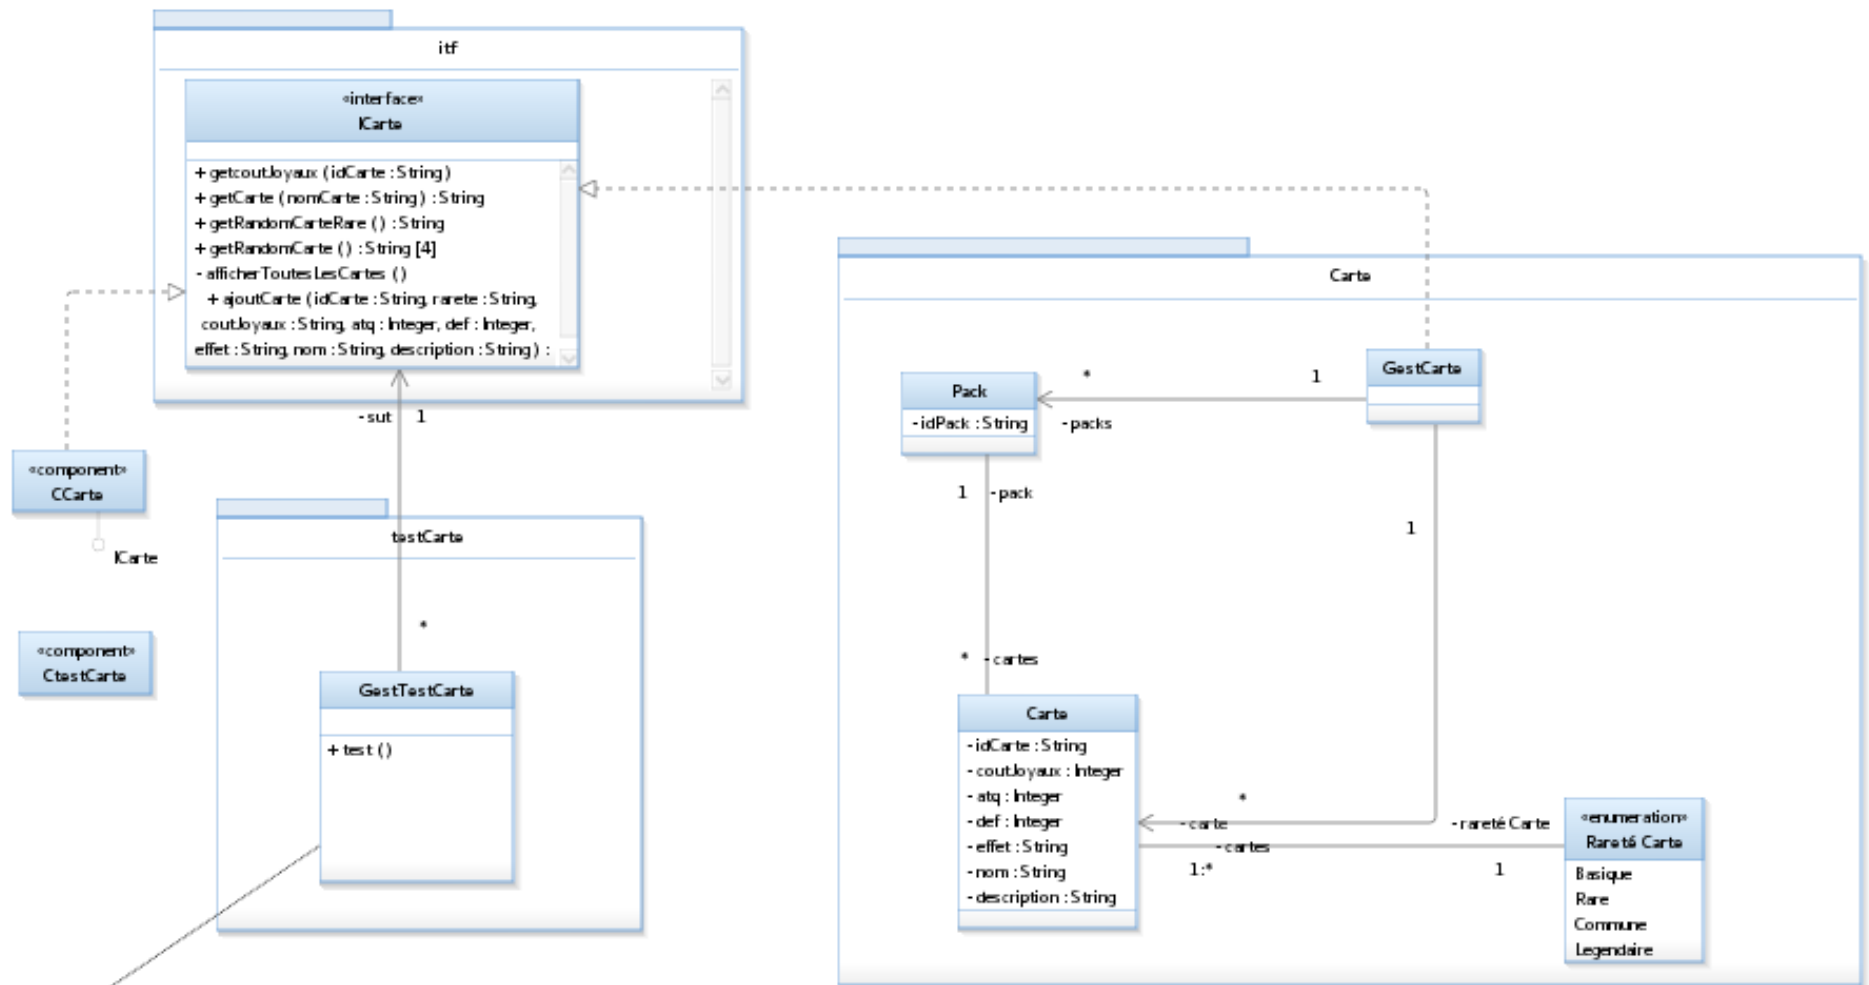 itf
«interface»
ICarte
+ getcoutJoyaux (idCarte : String)
+ getCarte (nomCarte : String) : String
+ getRandomCarteRare () : String
+ getRandomCarte () : String [4]
- afficherToutesLesCartes ()
+ ajoutCarte (idCarte : String, rarete : String,
coutJoyaux : String, atq : Integer, def : Integer,
effet : String, nom : String, description : String) :
- sut 1
«component»
CCarte
ICarte
«component»
CtestCarte
testCarte
*
GestTestCarte
+ test ()
Carte
GestCarte
* 1
- packs
Pack
- idPack : String
1 - pack
1
* - cartes
Carte
- idCarte : String
- coutJoyaux : Integer
- atq : Integer
- def : Integer
- effet : String
- nom : String
- description : String
*
- carte
- cartes
1:*
- rareté Carte
1
«enumeration»
Rareté Carte
Basique
Rare
Commune
Legendaire